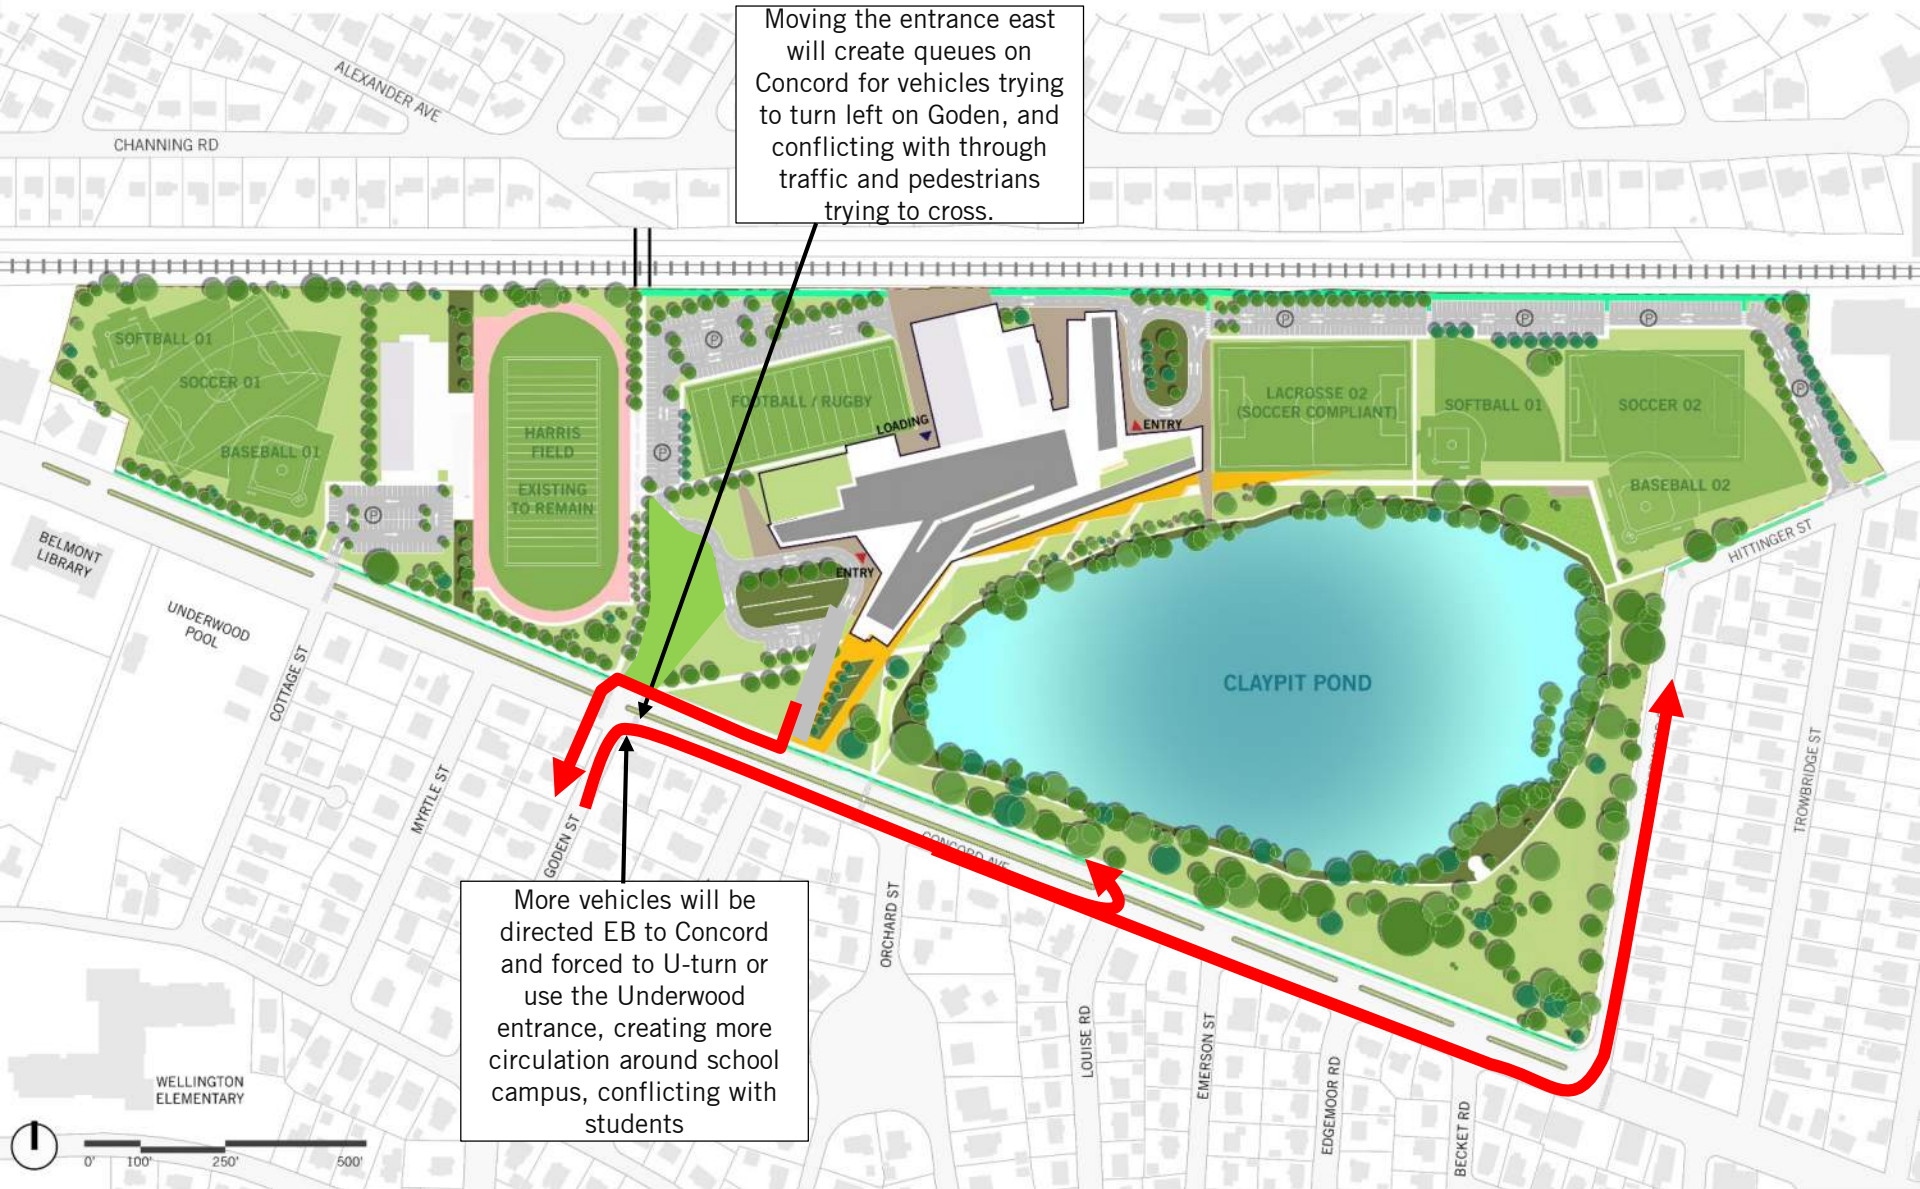 Moving the entrance east
will create queues on
Concord for vehicles trying
to turn left on Goden, and
conflicting with through
traffic and pedestrians
trying to cross.
ALEXANDER AVE
CHANNING RD
SOFTBALL 01
SOCCER 01
BASEBALL 01
HARRIS
FIELD
EXISTING
TO REMAIN
P
P
P
FOOTBALL / RUGBY
LOADING
ENTRY
ENTRY
P
P
P
P
LACROSSE 02
(SOCCER COMPLIANT)
SOFTBALL 01
SOCCER 02
BASEBALL 02
HITTINGER ST
BELMONT
LIBRARY
UNDERWOOD
POOL
COTTAGE ST
MYRTLE ST
GODEN ST
CLAYPIT POND
TROWBRIDGE ST
CONCORD AVE
ORCHARD ST
LOUISE RD
EMERSON ST
EDGEMOOR RD
BECKET RD
More vehicles will be
directed EB to Concord
and forced to U-turn or
use the Underwood
entrance, creating more
circulation around school
campus, conflicting with
students
WELLINGTON
ELEMENTARY
0' 100' 250' 500'